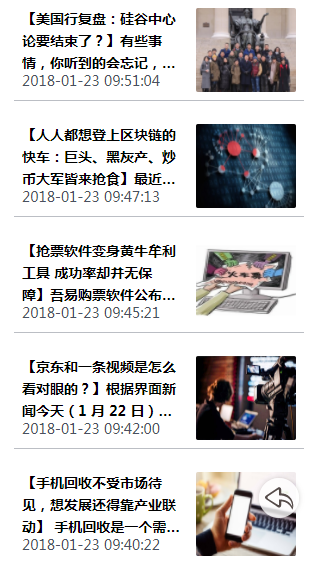 【美国行复盘：硅谷中心
论要结束了？】有些事
情，你听到的会忘记，...
2018-01-23 09:51:04
【人人都想登上区块链的
快车：巨头、黑灰产、炒
币大军皆来抢食】最近...
2018-01-23 09:47:13
【抢票软件变身黄牛牟利
工具 成功率却并无保
障】吾易购票软件公布...
2018-01-23 09:45:21
火车票
【京东和一条视频是怎么
看对眼的？】根据界面新
闻今天（1 月 22 日）...
2018-01-23 09:42:00
【手机回收不受市场待
见，想发展还得靠产业联
动】 手机回收是一个需...
2018-01-23 09:40:22